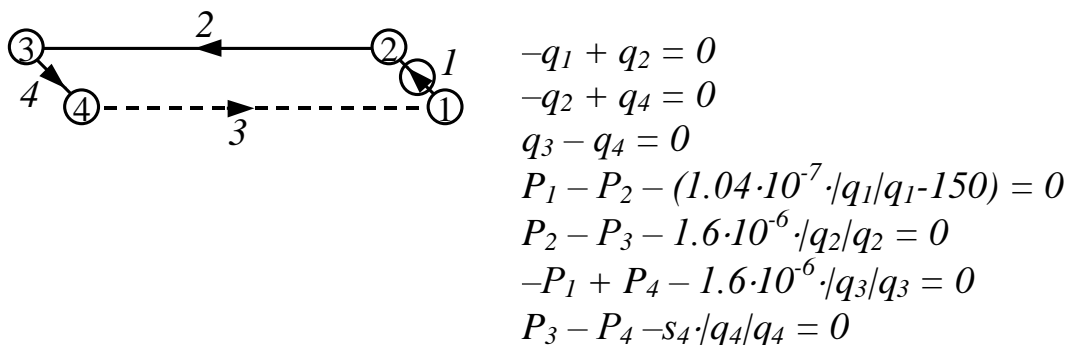 2
3
2
1
4
4
3
1
–q₁ + q₂ = 0
–q₂ + q₄ = 0
q₃ – q₄ = 0
P₁ – P₂ – (1.04·10⁻⁷·|q₁|q₁-150) = 0
P₂ – P₃ – 1.6·10⁻⁶·|q₂|q₂ = 0
–P₁ + P₄ – 1.6·10⁻⁶·|q₃|q₃ = 0
P₃ – P₄ –s₄·|q₄|q₄ = 0